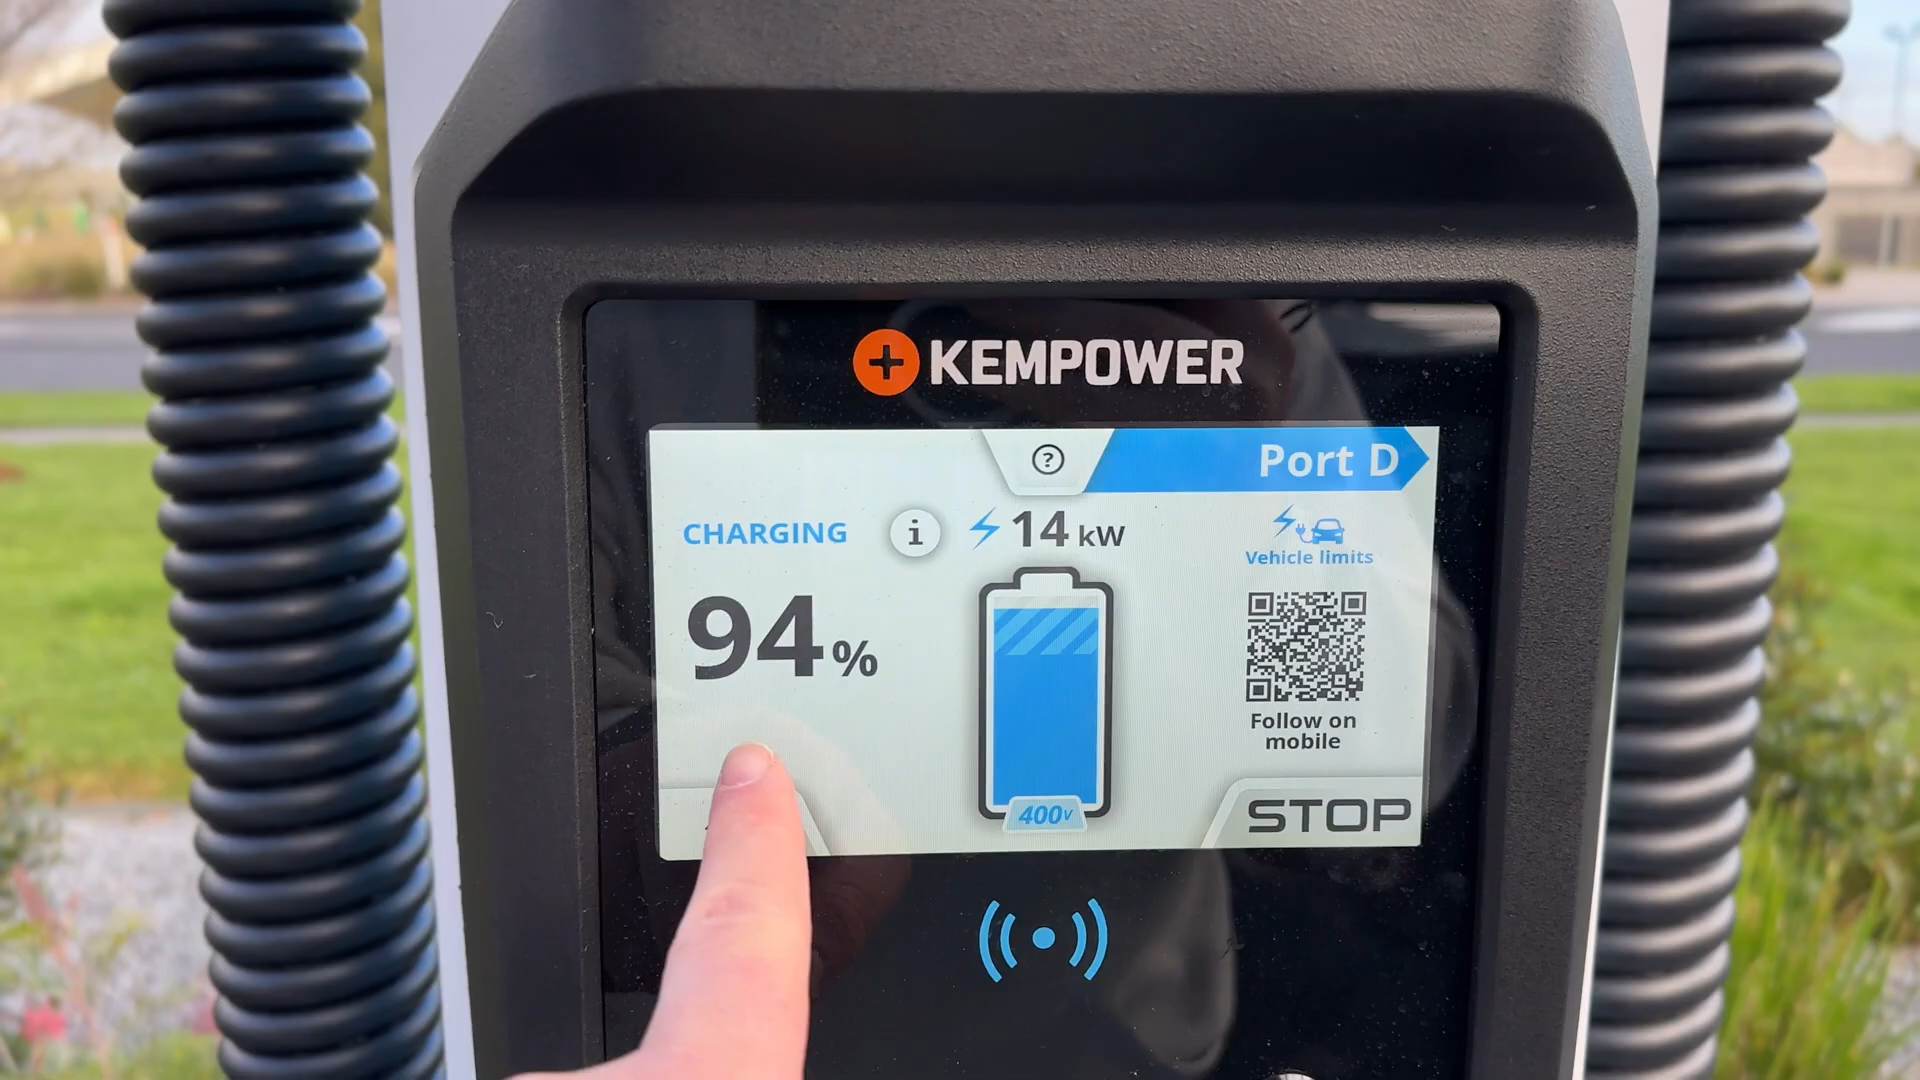 KEMPOWER
?
Port D
CHARGING
i
14 kW
Vehicle limits
94%
Follow on
mobile
400V
STOP